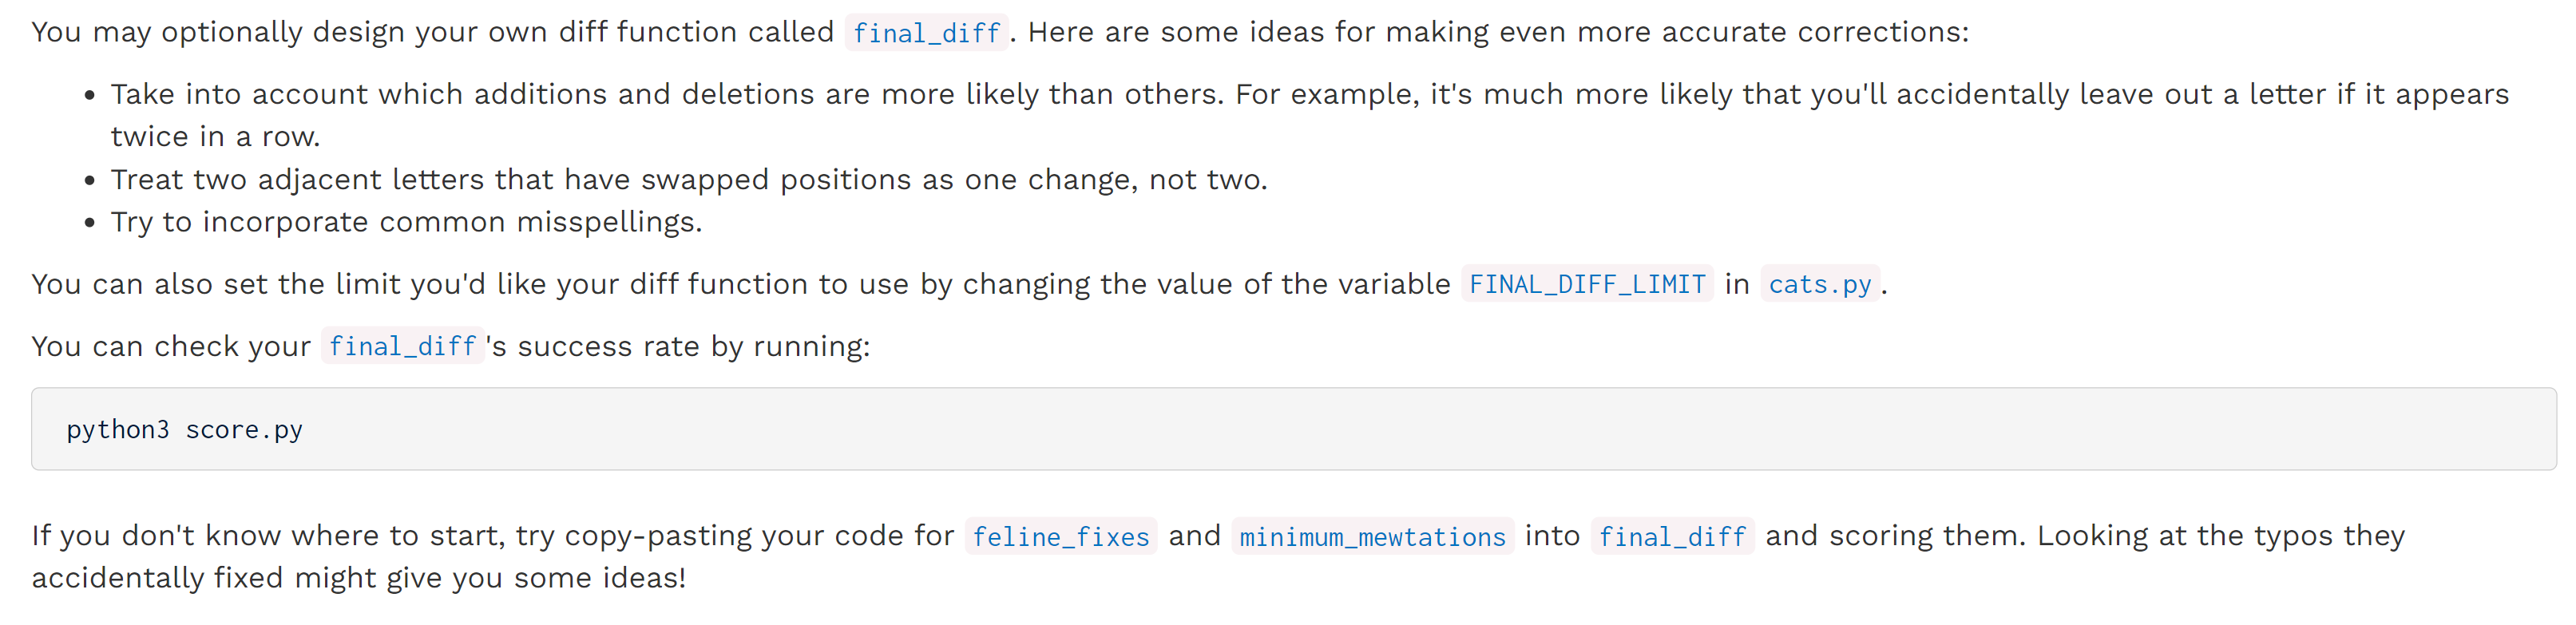 You may optionally design your own diff function called final_diff. Here are some ideas for making even more accurate corrections:
• Take into account which additions and deletions are more likely than others. For example, it's much more likely that you'll accidentally leave out a letter if it appears
twice in a row.
• Treat two adjacent letters that have swapped positions as one change, not two.
• Try to incorporate common misspellings.
You can also set the limit you'd like your diff function to use by changing the value of the variable FINAL_DIFF_LIMIT in cats.py.
You can check your final_diff's success rate by running:
python3 score.py
If you don't know where to start, try copy-pasting your code for feline_fixes and minimum_mewtations into final_diff and scoring them. Looking at the typos they
accidentally fixed might give you some ideas!